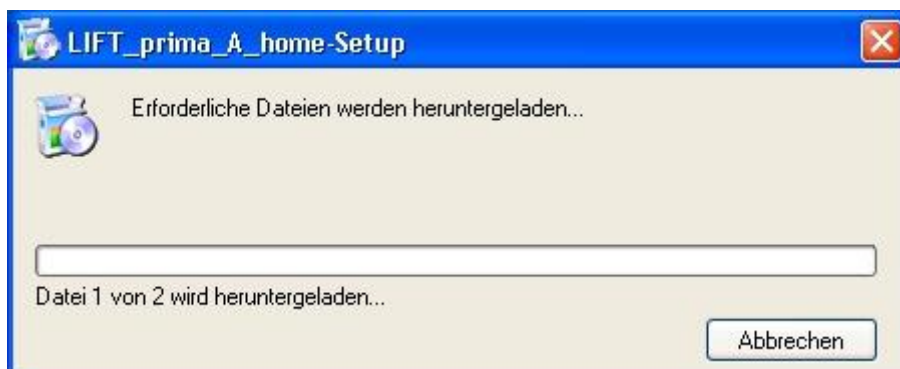 LIFT_prima_A_home-Setup
Erforderliche Dateien werden heruntergeladen...
Datei 1 von 2 wird heruntergeladen...
Abbrechen